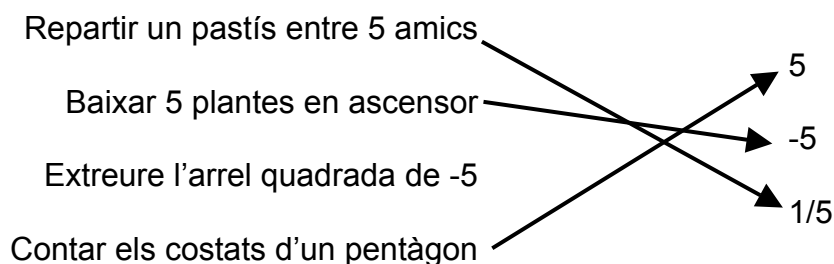 Repartir un pastís entre 5 amics
Baixar 5 plantes en ascensor
Extreure l’arrel quadrada de -5
Contar els costats d’un pentàgon
5
-5
1/5